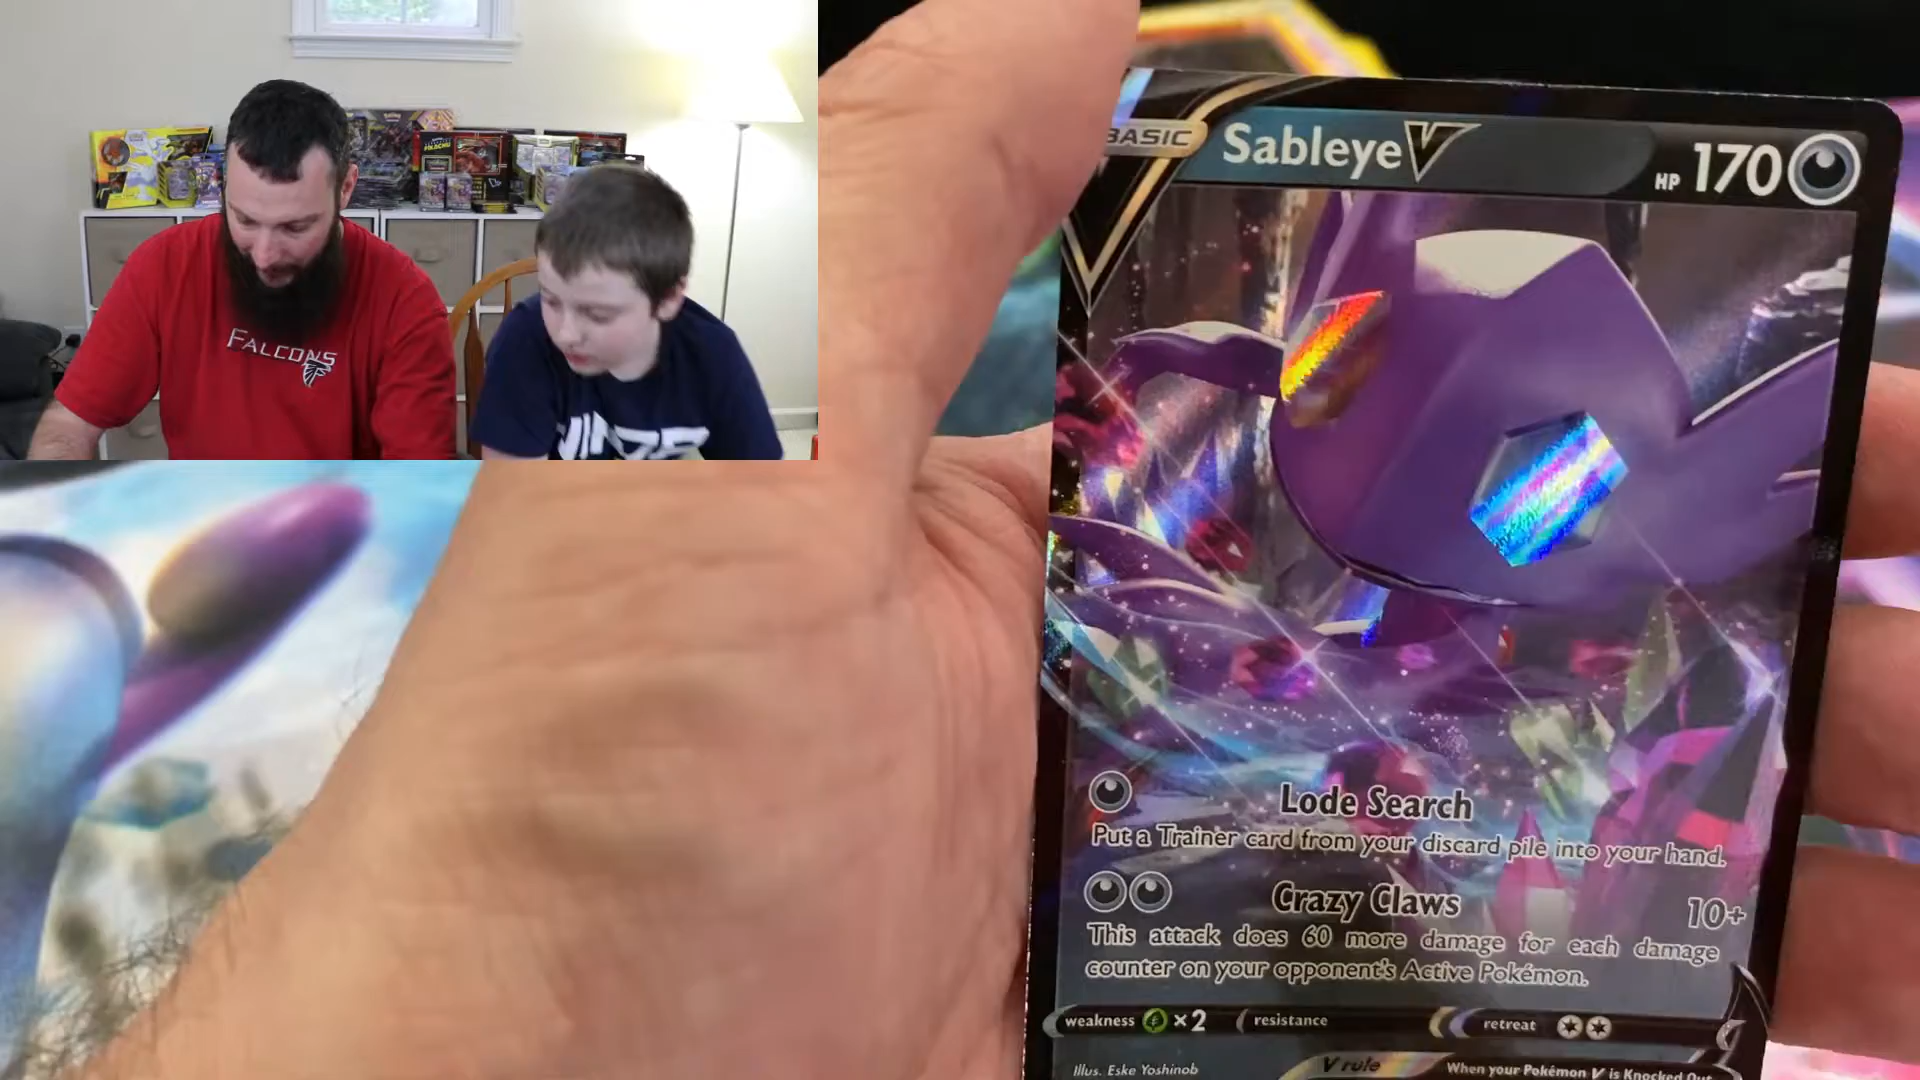 FALCONS
BASIC Sableye V HP 170
Lode Search
Put a Trainer card from your discard pile into your hand.
Crazy Claws 10+
This attack does 60 more damage for each damage
counter on your opponent's Active Pokémon.
weakness ×2 resistance retreat
Illus. Eske Yoshinob
V rule When your Pokémon V is Knocked Out